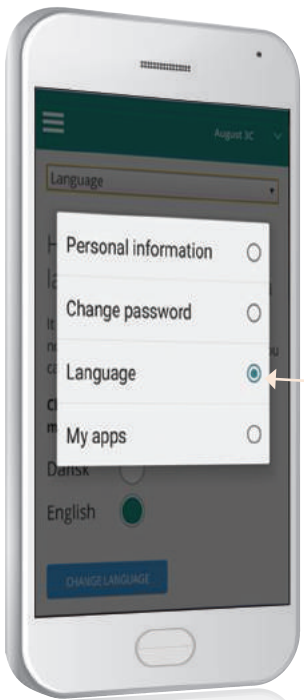 August 3C
Language
Personal information
Change password
Language
My apps
Dansk
English
CHANGE LANGUAGE